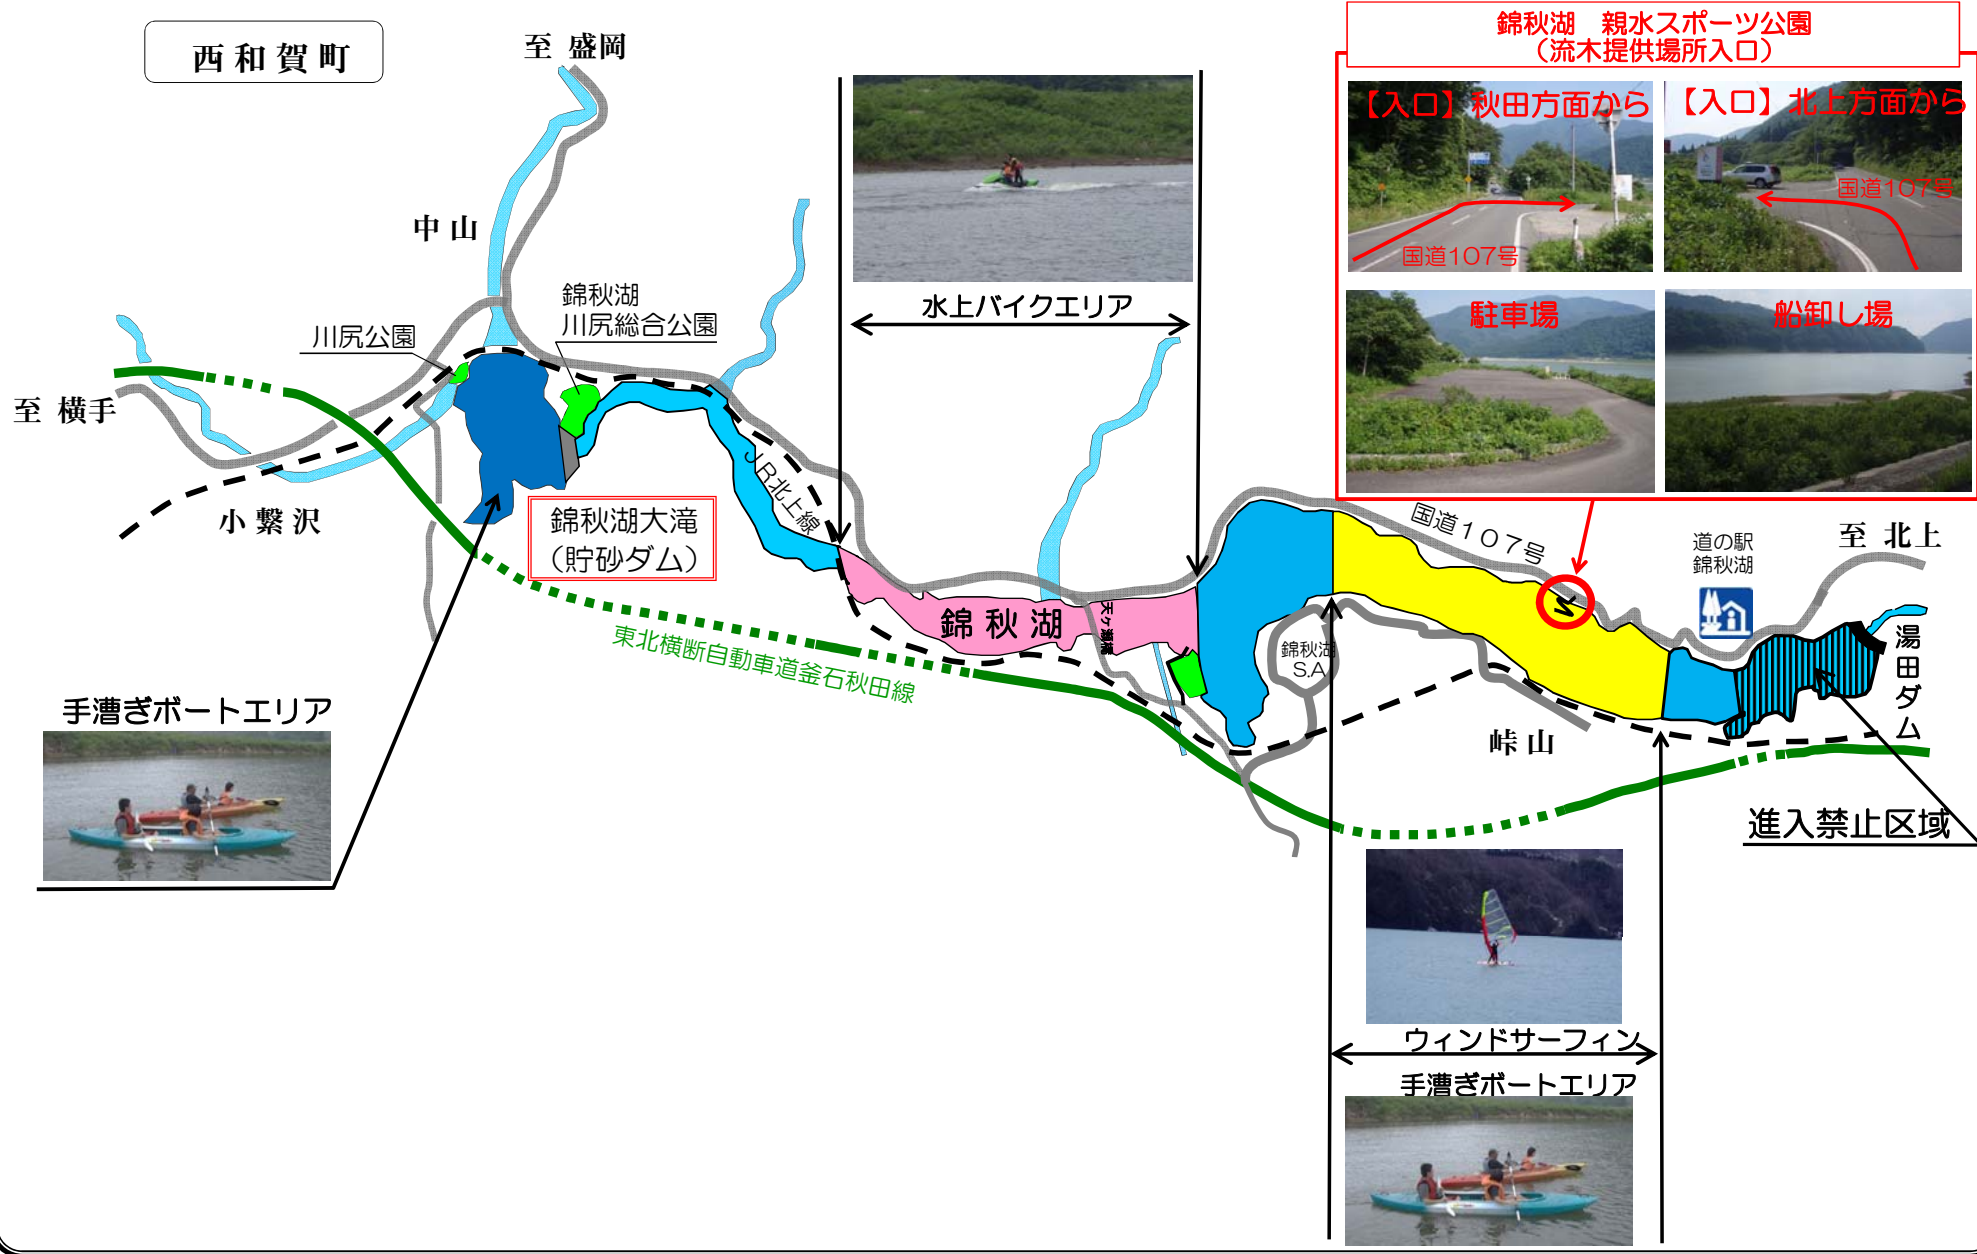 西和賀町
至 盛岡
錦秋湖 親水スポーツ公園
（流木提供場所入口）
【入口】秋田方面から
国道107号
【入口】北上方面から
国道107号
駐車場
船卸し場
中山
錦秋湖
川尻総合公園
川尻公園
水上バイクエリア
至 横手
小繋沢
錦秋湖大滝
（貯砂ダム）
JR北上線
国道107号
道の駅
錦秋湖
至 北上
錦秋湖
天ヶ瀬橋
錦秋湖
S.A
湯田ダム
東北横断自動車道釜石秋田線
手漕ぎボートエリア
峠山
進入禁止区域
ウィンドサーフィン
手漕ぎボートエリア